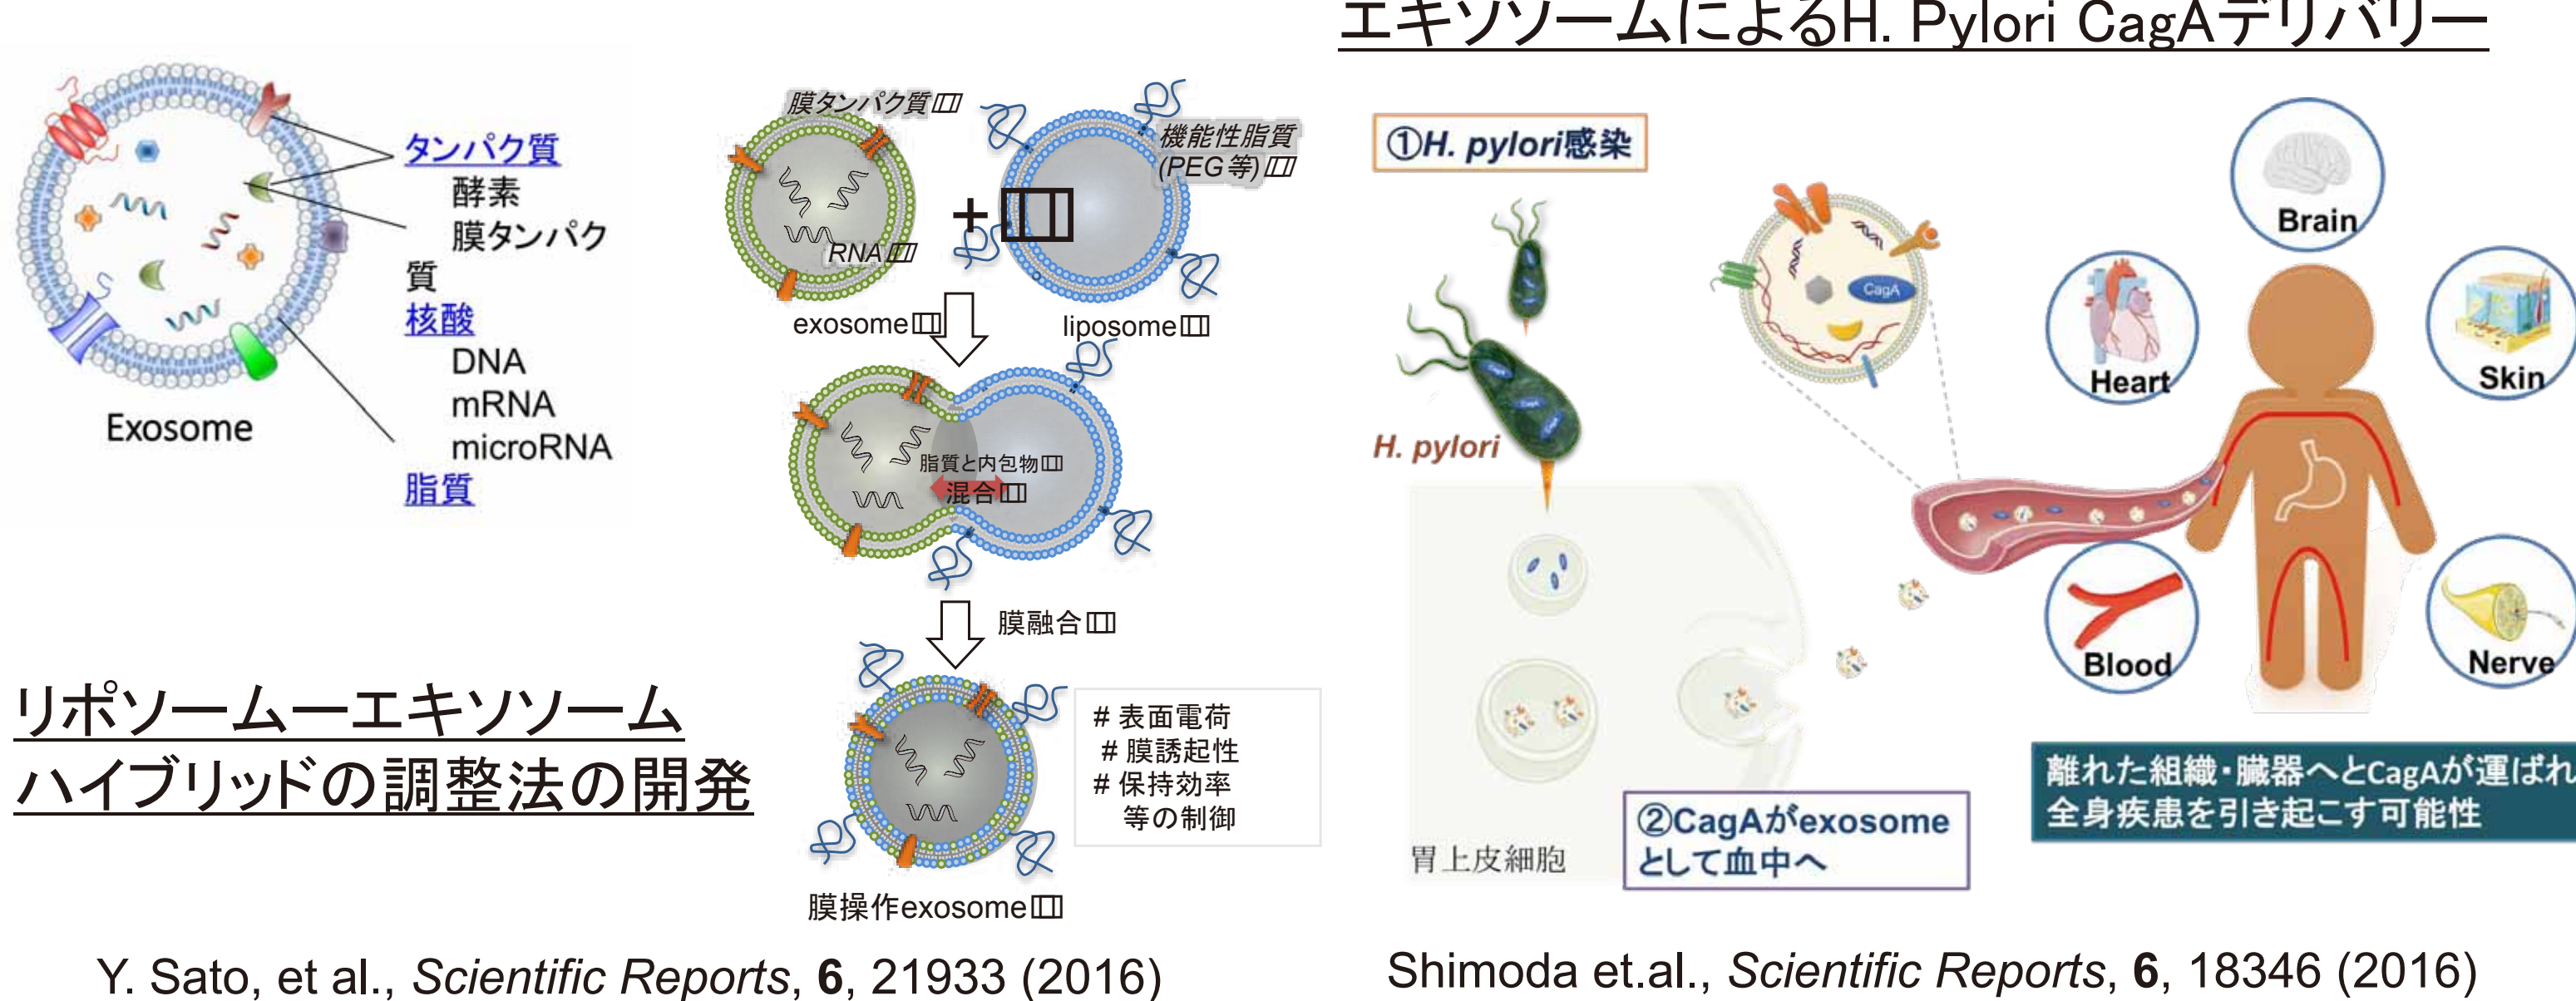 エキソソームによるH. Pylori CagAデリバリー
タンパク質
酵素
膜タンパク
質
核酸
DNA
mRNA
microRNA
脂質
Exosome
リポソームーエキソソーム
ハイブリッドの調整法の開発
膜タンパク質
機能性脂質
(PEG等)
+
RNA
exosome
liposome
脂質と内包物
混合
膜融合
# 表面電荷
# 膜誘起性
# 保持効率
等の制御
膜操作exosome
Y. Sato, et al., Scientific Reports, 6, 21933 (2016)
①H. pylori感染
H. pylori
CagA
CagA
CagA
CagA
胃上皮細胞
②CagAがexosome
として血中へ
Brain
Heart
Skin
Blood
Nerve
離れた組織・臓器へとCagAが運ばれ
全身疾患を引き起こす可能性
Shimoda et.al., Scientific Reports, 6, 18346 (2016)